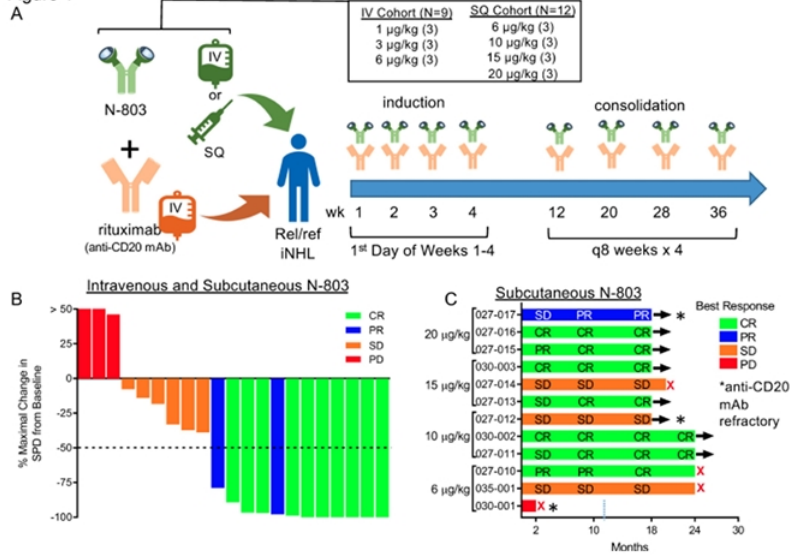 A
IV Cohort (N=9)
SQ Cohort (N=12)
1 µg/kg (3)
3 µg/kg (3)
6 µg/kg (3)
6 µg/kg (3)
10 µg/kg (3)
15 µg/kg (3)
20 µg/kg (3)
IV
or
SQ
N-803
+
IV
rituximab
(anti-CD20 mAb)
Rel/ref
iNHL
induction
consolidation
wk 1 2 3 4 12 20 28 36
1st Day of Weeks 1-4
q8 weeks x 4
B
Intravenous and Subcutaneous N-803
% Maximal Change in
SPD from Baseline
> 50
25
0
-25
-50
-75
-100
CR
PR
SD
PD
C
Subcutaneous N-803
20 µg/kg
15 µg/kg
10 µg/kg
6 µg/kg
027-017 SD PR PR *
027-016 CR CR CR
027-015 PR CR CR
030-003 CR CR CR
027-014 SD SD SD X
027-013 SD CR CR
027-012 SD SD SD *
030-002 CR CR CR CR
027-011 SD CR CR CR
027-010 PR PR CR X
035-001 SD SD SD X
030-001 X *
2 10 18 24 30
Months
Best Response
CR
PR
SD
PD
*anti-CD20
mAb
refractory